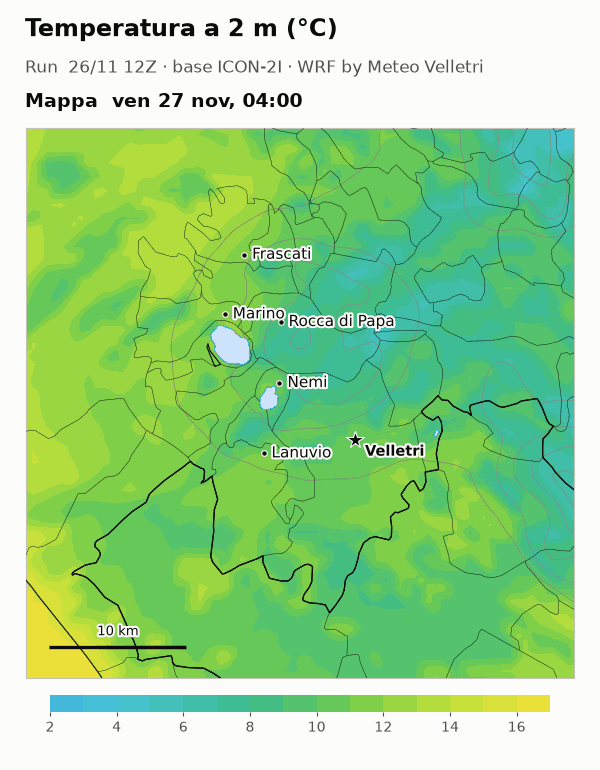 Temperatura a 2 m (°C)
Run  26/11 12Z · base ICON-2I · WRF by Meteo Velletri
Mappa  ven 27 nov, 04:00
Frascati
Marino
Rocca di Papa
Nemi
Velletri
Lanuvio
10 km
2 4 6 8 10 12 14 16